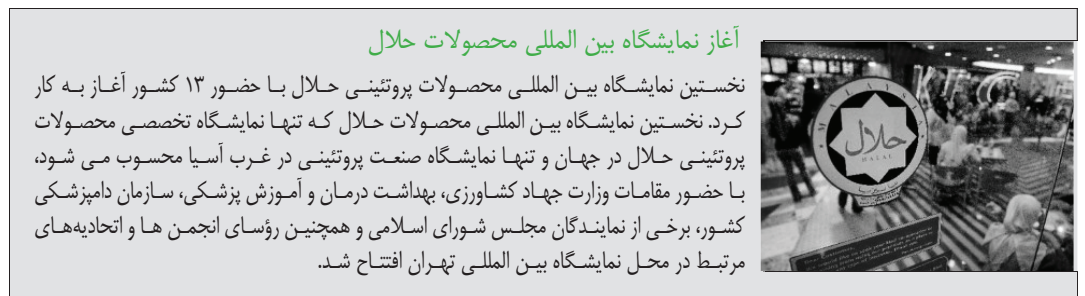 آغاز نمایشگاه بین المللی محصولات حلال
نخستین نمایشگاه بین المللی محصولات پروتئینی حلال با حضور ۱۳ کشور آغاز به کار
کرد. نخستین نمایشگاه بین المللی محصولات حلال که تنها نمایشگاه تخصصی محصولات
پروتئینی حلال در جهان و تنها نمایشگاه صنعت پروتئینی در غرب آسیا محسوب می شود،
با حضور مقامات وزارت جهاد کشاورزی، بهداشت درمان و آموزش پزشکی، سازمان دامپزشکی
کشور، برخی از نمایندگان مجلس شورای اسلامی و همچنین رؤسای انجمن ها و اتحادیه‌های
مرتبط در محل نمایشگاه بین المللی تهران افتتاح شد.
MALAYSIA
حلال
HALAL